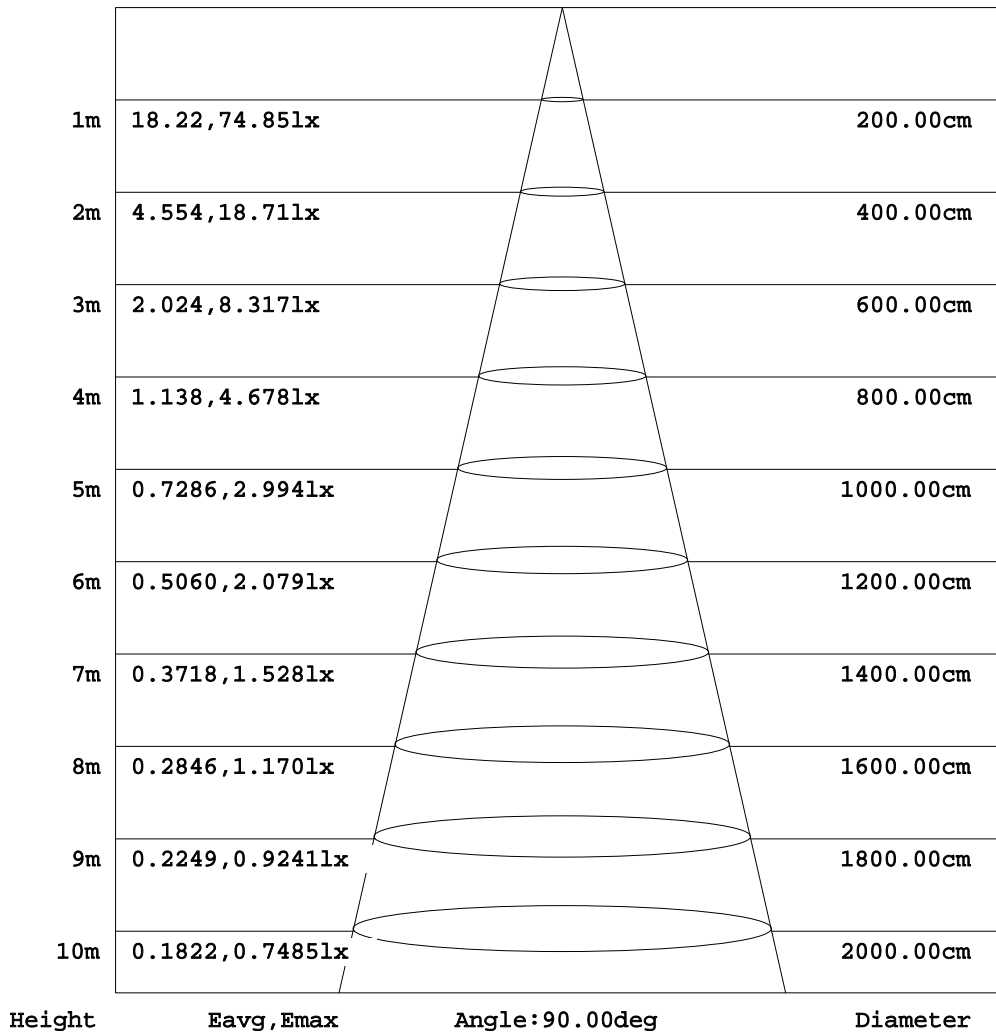 1m 18.22,74.85lx 200.00cm
2m 4.554,18.71lx 400.00cm
3m 2.024,8.317lx 600.00cm
4m 1.138,4.678lx 800.00cm
5m 0.7286,2.994lx 1000.00cm
6m 0.5060,2.079lx 1200.00cm
7m 0.3718,1.528lx 1400.00cm
8m 0.2846,1.170lx 1600.00cm
9m 0.2249,0.9241lx 1800.00cm
10m 0.1822,0.7485lx 2000.00cm
Height Eavg,Emax Angle:90.00deg Diameter